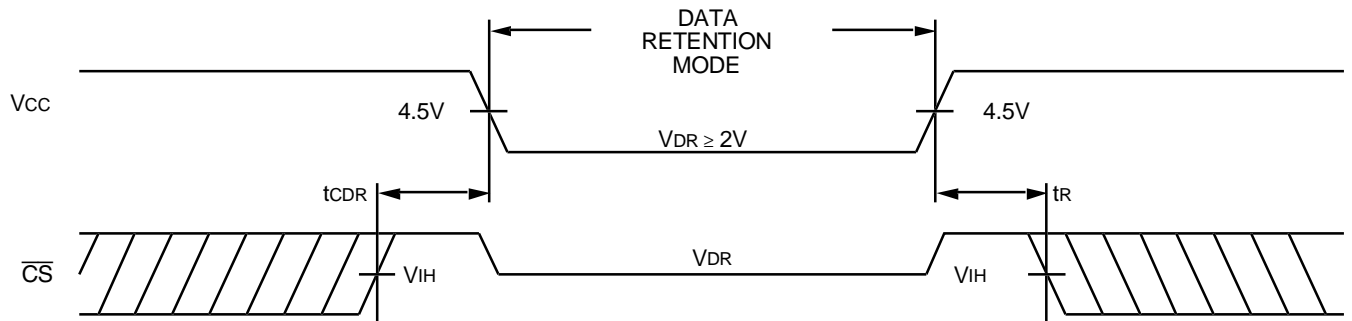 DATA
RETENTION
MODE
VCC
4.5V
4.5V
VDR ≥ 2V
tCDR
tR
CS
VIH
VDR
VIH